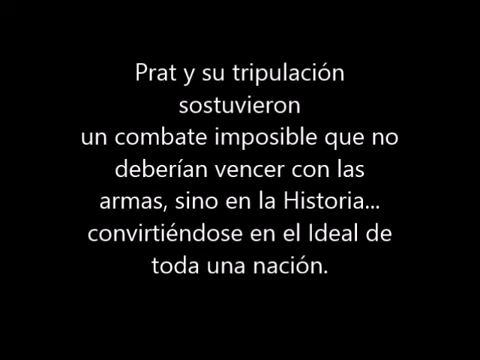 Prat y su tripulación
sostuvieron
un combate imposible que no
deberían vencer con las
armas, sino en la Historia...
convirtiéndose en el Ideal de
toda una nación.